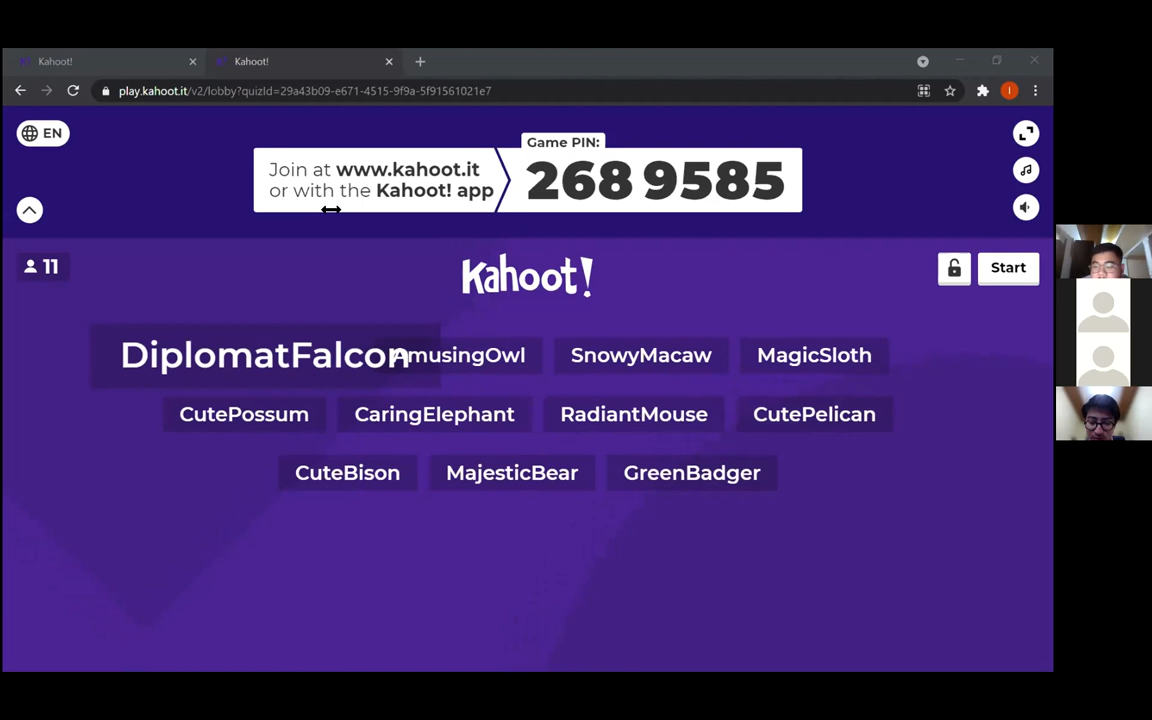 Kahoot!
Kahoot!
play.kahoot.it/v2/lobby?quizId=29a43b09-e671-4515-9f9a-5f91561021e7
I
EN
Game PIN:
Join at www.kahoot.it
or with the Kahoot! app
268 9585
11
Kahoot!
Start
DiplomatFalcon
AmusingOwl
SnowyMacaw
MagicSloth
CutePossum
CaringElephant
RadiantMouse
CutePelican
CuteBison
MajesticBear
GreenBadger